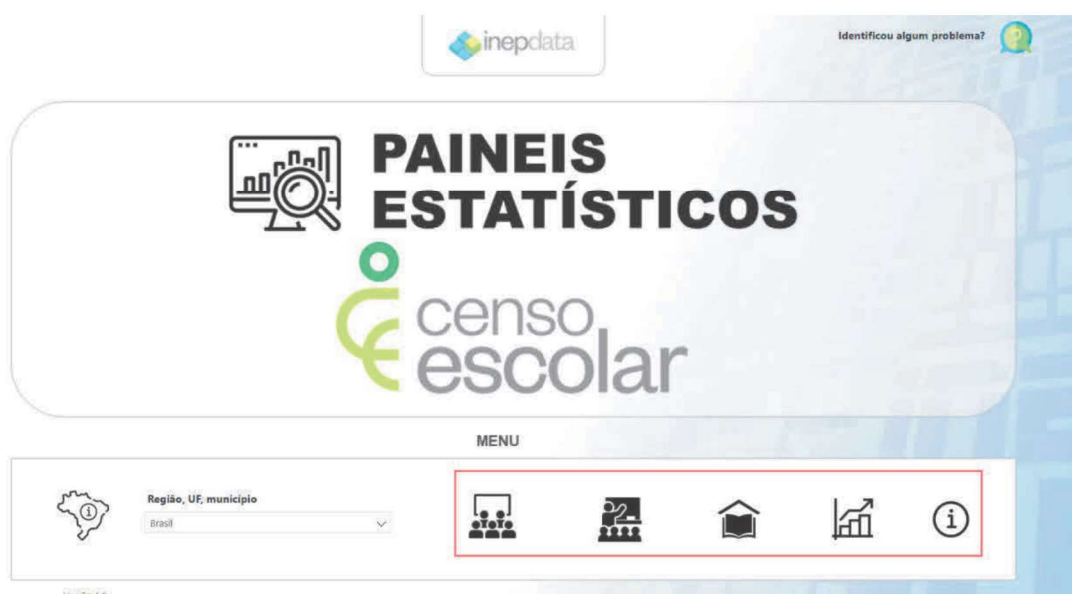 inepdata
Identificou algum problema?
PAINEIS
ESTATÍSTICOS
censo
escolar
MENU
Região, UF, município
Brasil